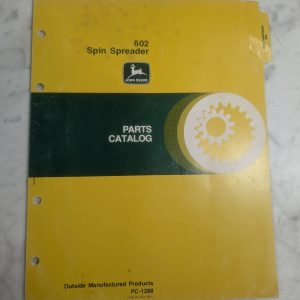 602
Spin Spreader
JOHN DEERE
PARTS
CATALOG
Outside Manufactured Products
PC-1288